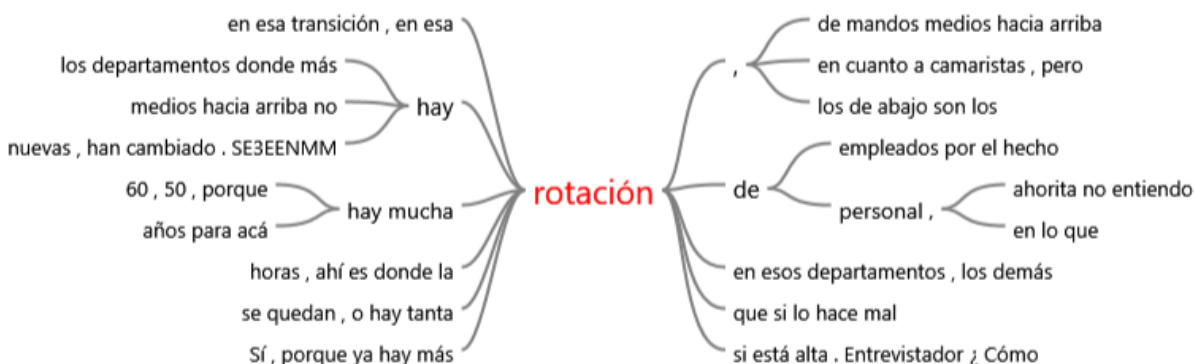 en esa transición , en esa
los departamentos donde más
medios hacia arriba no
nuevas , han cambiado . SE3EENMM
hay
60 , 50 , porque
años para acá
hay mucha
horas , ahí es donde la
se quedan , o hay tanta
Sí , porque ya hay más
rotación
,
de mandos medios hacia arriba
en cuanto a camaristas , pero
los de abajo son los
de
empleados por el hecho
personal ,
ahorita no entiendo
en lo que
en esos departamentos , los demás
que si lo hace mal
si está alta . Entrevistador ¿ Cómo